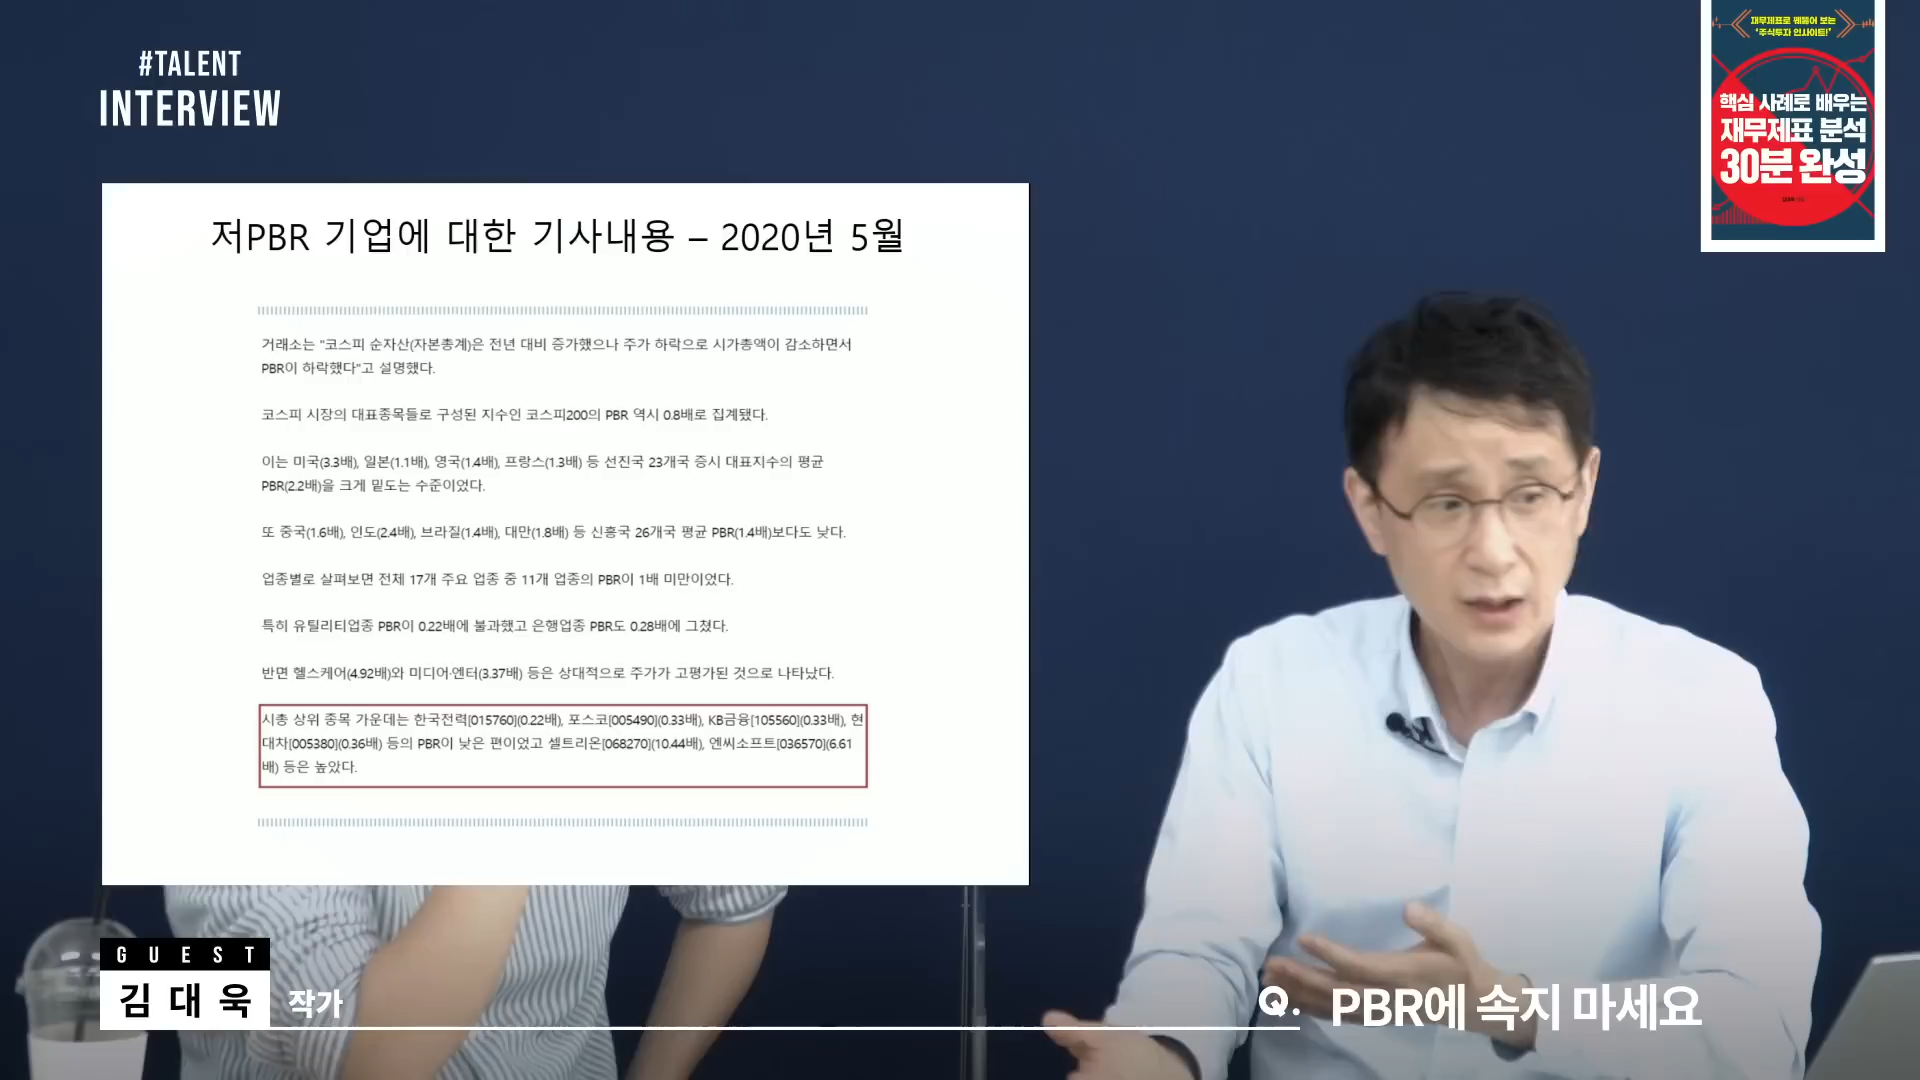 #TALENT
INTERVIEW
재무제표로 꿰뚫어 보는
"주식투자 인사이트!"
핵심 사례로 배우는
재무제표 분석
30분 완성
저PBR 기업에 대한 기사내용 – 2020년 5월
거래소는 "코스피 순자산(자본총계)은 전년 대비 증가했으나 주가 하락으로 시가총액이 감소하면서
PBR이 하락했다"고 설명했다.
코스피 시장의 대표종목들로 구성된 지수인 코스피200의 PBR 역시 0.8배로 집계됐다.
이는 미국(3.3배), 일본(1.1배), 영국(1.4배), 프랑스(1.3배) 등 선진국 23개국 증시 대표지수의 평균
PBR(2.2배)을 크게 밑도는 수준이었다.
또 중국(1.6배), 인도(2.4배), 브라질(1.4배), 대만(1.8배) 등 신흥국 26개국 평균 PBR(1.4배)보다도 낮다.
업종별로 살펴보면 전체 17개 주요 업종 중 11개 업종의 PBR이 1배 미만이었다.
특히 유틸리티업종 PBR이 0.22배에 불과했고 은행업종 PBR도 0.28배에 그쳤다.
반면 헬스케어(4.92배)와 미디어·엔터(3.37배) 등은 상대적으로 주가가 고평가된 것으로 나타났다.
시총 상위 종목 가운데는 한국전력[015760](0.22배), 포스코[005490](0.33배), KB금융[105560](0.33배), 현
대차[005380](0.36배) 등의 PBR이 낮은 편이었고 셀트리온[068270](10.44배), 엔씨소프트[036570](6.61
배) 등은 높았다.
GUEST
김대욱 작가
Q. PBR에 속지 마세요